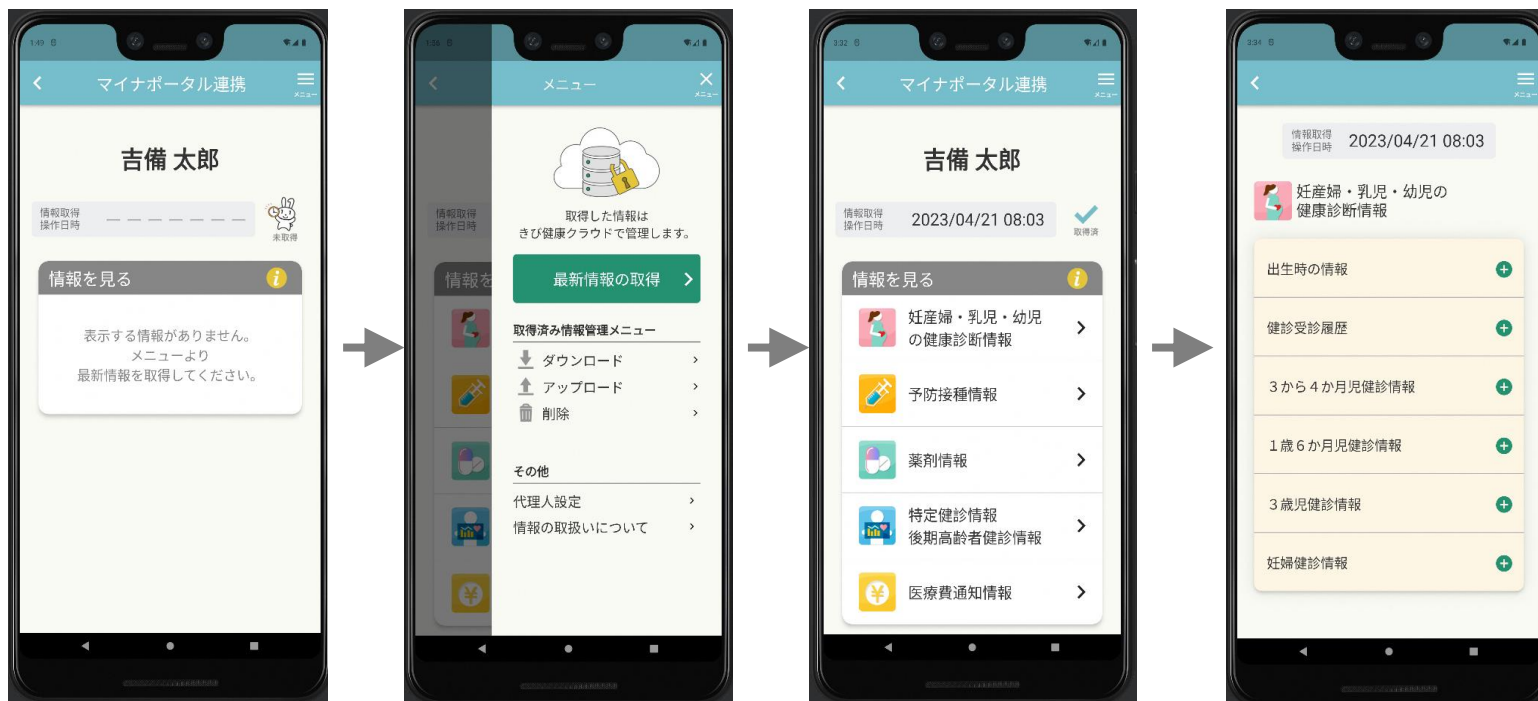 1:49
マイナポータル連携
メニュー
吉備 太郎
情報取得
操作日時
— — — — — — —
未取得
情報を見る
i
表示する情報がありません。
メニューより
最新情報を取得してください。
メニュー
メニュー
取得した情報は
きび健康クラウドで管理します。
最新情報の取得
取得済み情報管理メニュー
ダウンロード
アップロード
削除
その他
代理人設定
情報の取扱いについて
情報取得
操作日時
情報を
3:32
マイナポータル連携
メニュー
吉備 太郎
情報取得
操作日時
2023/04/21 08:03
取得済
情報を見る
i
妊産婦・乳児・幼児
の健康診断情報
予防接種情報
薬剤情報
特定健診情報
後期高齢者健診情報
医療費通知情報
3:34
メニュー
情報取得
操作日時
2023/04/21 08:03
妊産婦・乳児・幼児の
健康診断情報
出生時の情報
健診受診履歴
３から４か月児健診情報
１歳６か月児健診情報
３歳児健診情報
妊婦健診情報